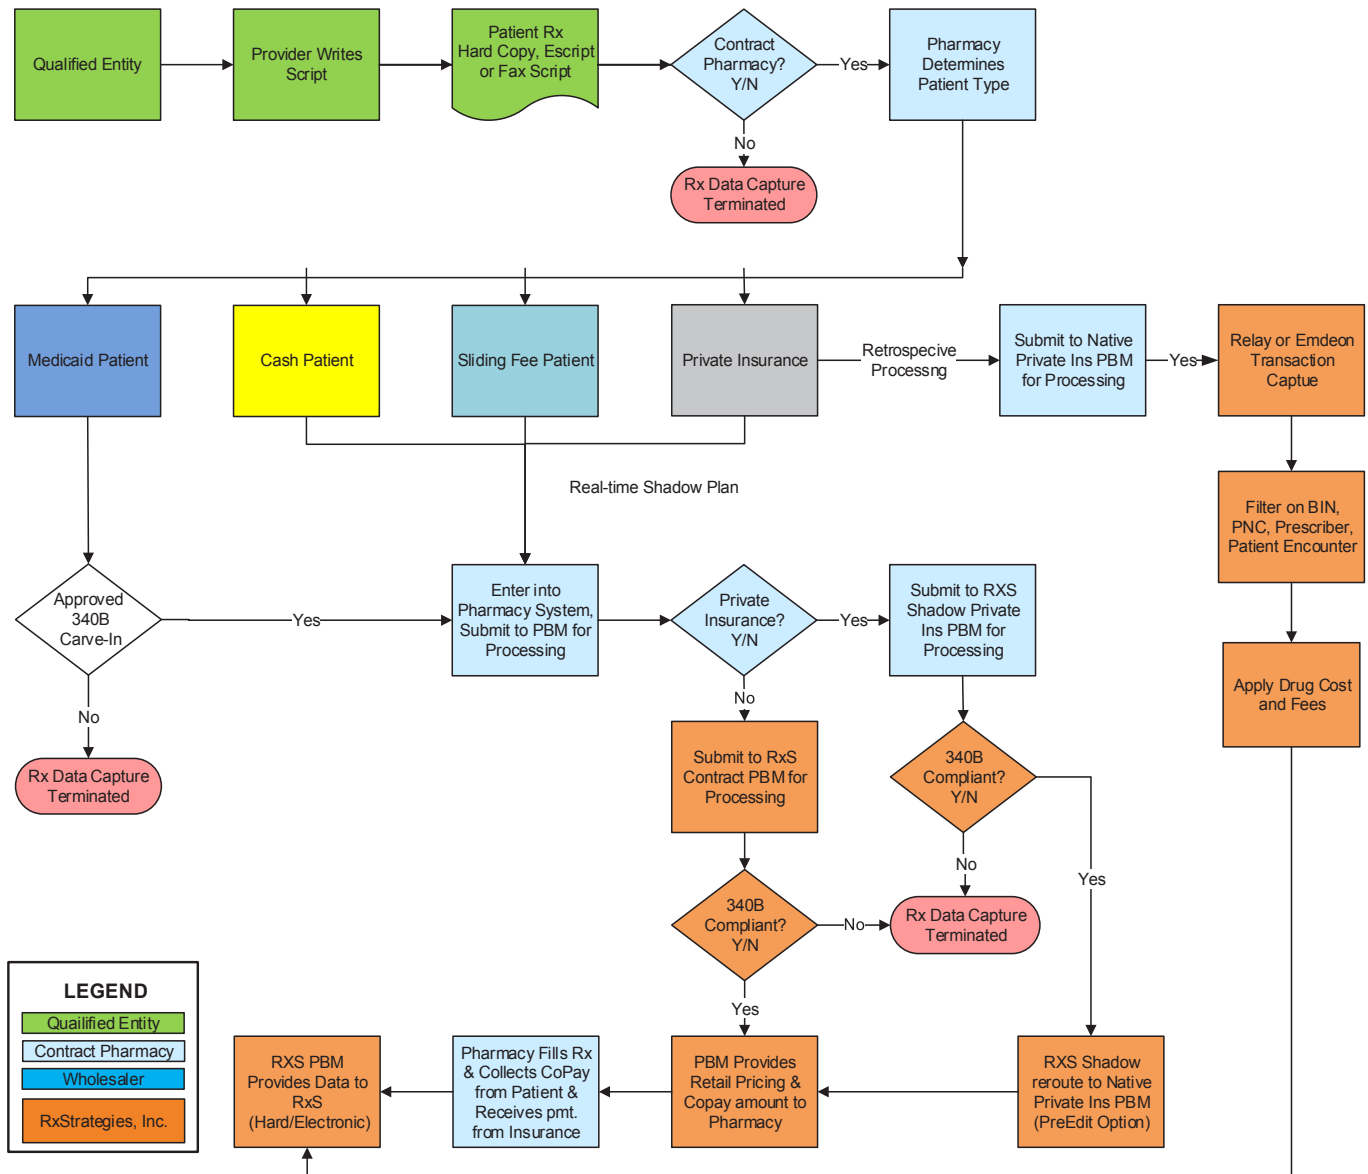 Qualified Entity
Provider Writes
Script
Patient Rx
Hard Copy, Escript
or Fax Script
Contract
Pharmacy?
Y/N
Yes
Pharmacy
Determines
Patient Type
No
Rx Data Capture
Terminated
Medicaid Patient
Cash Patient
Sliding Fee Patient
Private Insurance
Retrospecive
Processng
Submit to Native
Private Ins PBM
for Processing
Yes
Relay or Emdeon
Transaction
Captue
Real-time Shadow Plan
Filter on BIN,
PNC, Prescriber,
Patient Encounter
Approved
340B
Carve-In
Yes
Enter into
Pharmacy System,
Submit to PBM for
Processing
Private
Insurance?
Y/N
Yes
Submit to RXS
Shadow Private
Ins PBM for
Processing
Apply Drug Cost
and Fees
No
Rx Data Capture
Terminated
No
Submit to RxS
Contract PBM for
Processing
340B
Compliant?
Y/N
No
Yes
340B
Compliant?
Y/N
No
Rx Data Capture
Terminated
Yes
LEGEND
Quailified Entity
Contract Pharmacy
Wholesaler
RxStrategies, Inc.
RXS PBM
Provides Data to
RxS
(Hard/Electronic)
Pharmacy Fills Rx
& Collects CoPay
from Patient &
Receives pmt.
from Insurance
PBM Provides
Retail Pricing &
Copay amount to
Pharmacy
RXS Shadow
reroute to Native
Private Ins PBM
(PreEdit Option)